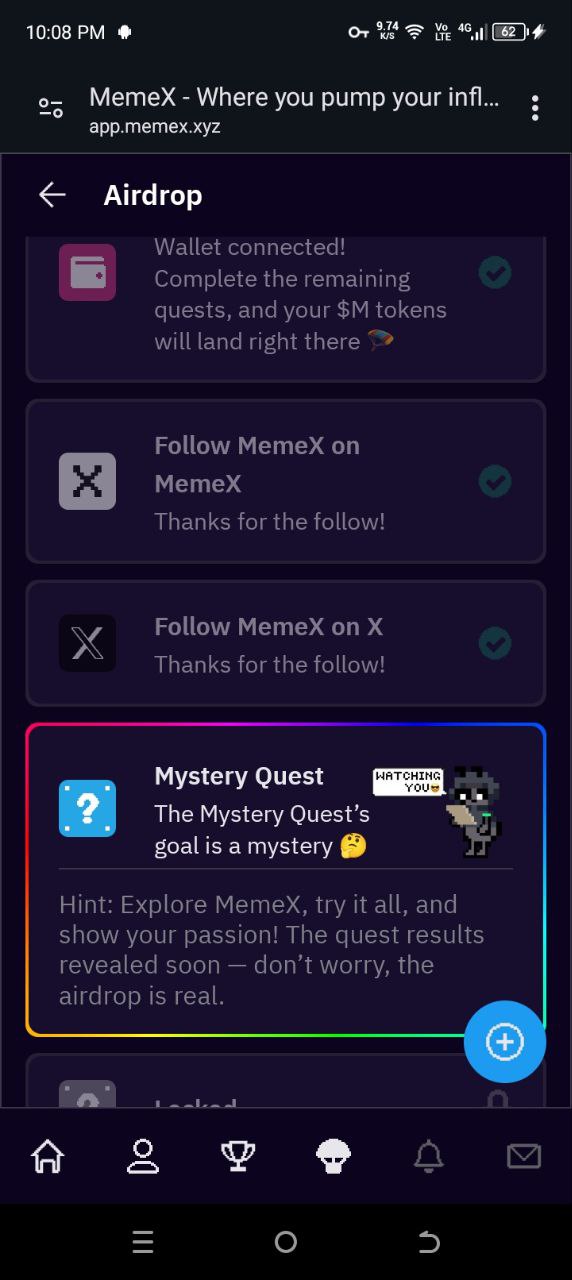 10:08 PM
9.74
K/S
Vo
LTE
4G
62
MemeX - Where you pump your infl...
app.memex.xyz
Airdrop
Wallet connected!
Complete the remaining
quests, and your $M tokens
will land right there 🪂
Follow MemeX on
MemeX
Thanks for the follow!
Follow MemeX on X
Thanks for the follow!
Mystery Quest
WATCHING
YOU😎
The Mystery Quest’s
goal is a mystery 🤔
Hint: Explore MemeX, try it all, and
show your passion! The quest results
revealed soon — don’t worry, the
airdrop is real.
Locked